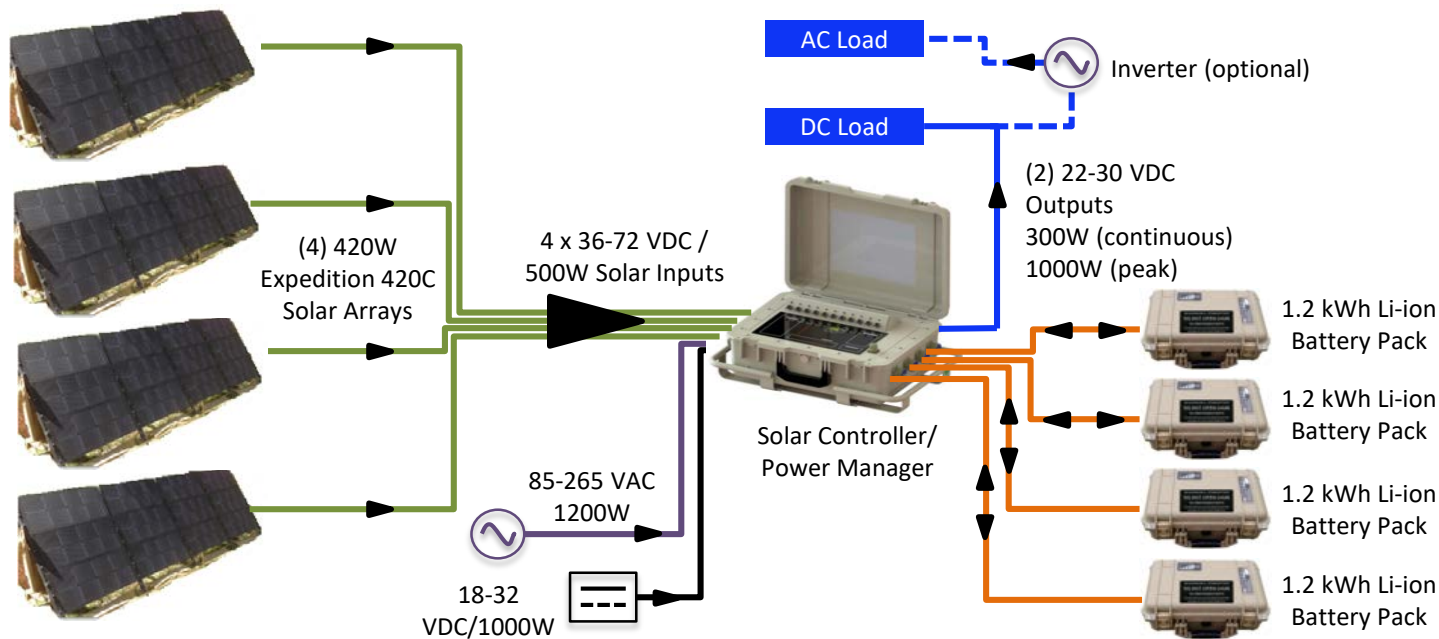 AC Load
Inverter (optional)
DC Load
(2) 22-30 VDC
Outputs
300W (continuous)
1000W (peak)
(4) 420W
Expedition 420C
Solar Arrays
4 x 36-72 VDC /
500W Solar Inputs
Solar Controller/
Power Manager
1.2 kWh Li-ion
Battery Pack
1.2 kWh Li-ion
Battery Pack
1.2 kWh Li-ion
Battery Pack
1.2 kWh Li-ion
Battery Pack
85-265 VAC
1200W
18-32
VDC/1000W